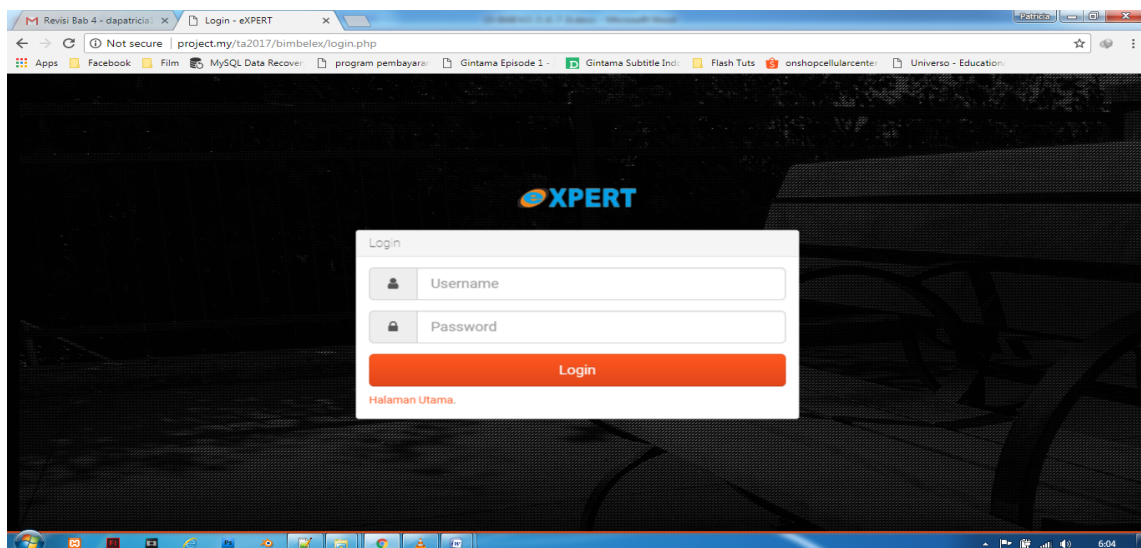 Revisi Bab 4 - dapatricia
Login - eXPERT
Patricia
Not secure | project.my/ta2017/bimbelex/login.php
Apps Facebook Film MySQL Data Recover program pembayaran Gintama Episode 1 - Gintama Subtitle Indo Flash Tuts onshopcellularcenter Universo - Education
eXPERT
Login
Username
Password
Login
Halaman Utama.
6:04